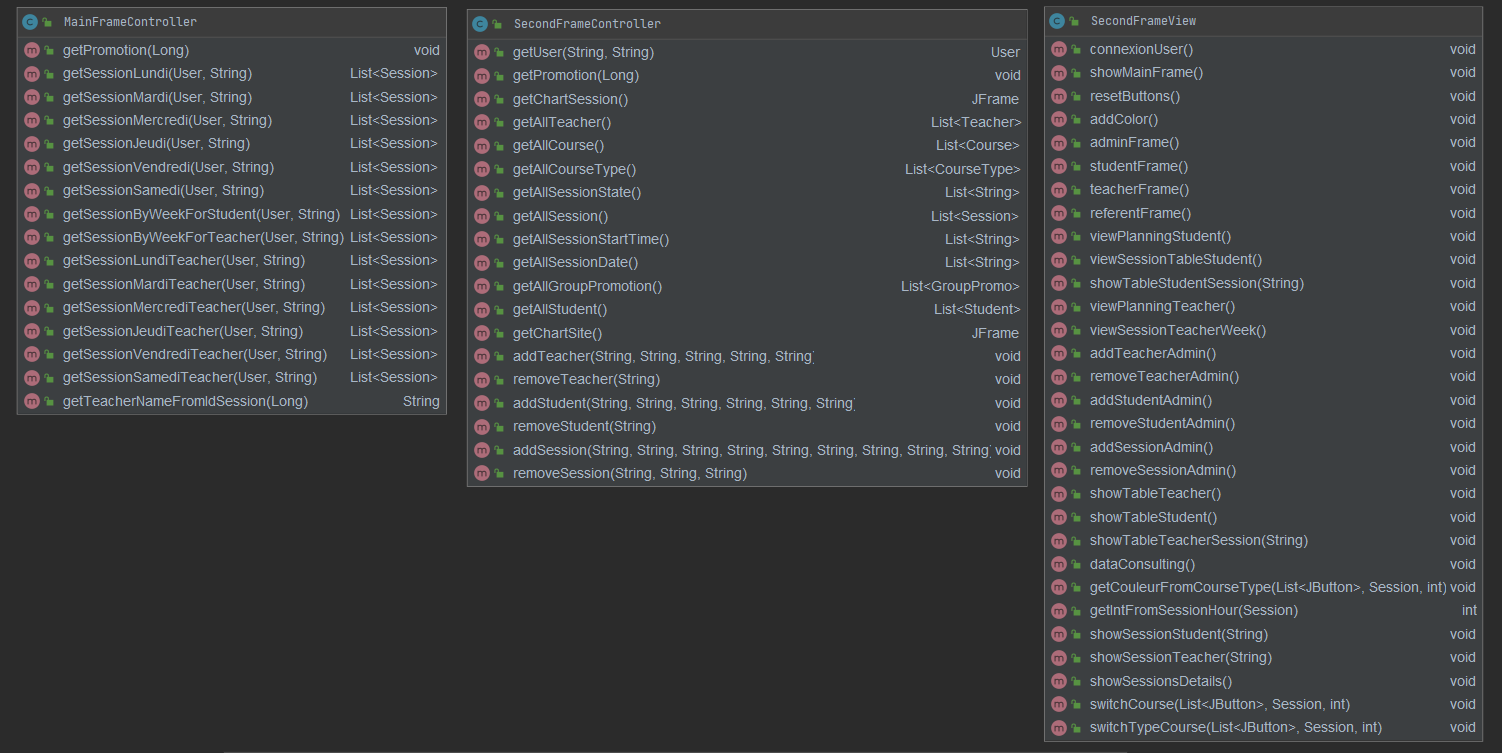 MainFrameController
getPromotion(Long) void
getSessionLundi(User, String) List<Session>
getSessionMardi(User, String) List<Session>
getSessionMercredi(User, String) List<Session>
getSessionJeudi(User, String) List<Session>
getSessionVendredi(User, String) List<Session>
getSessionSamedi(User, String) List<Session>
getSessionByWeekForStudent(User, String) List<Session>
getSessionByWeekForTeacher(User, String) List<Session>
getSessionLundiTeacher(User, String) List<Session>
getSessionMardiTeacher(User, String) List<Session>
getSessionMercrediTeacher(User, String) List<Session>
getSessionJeudiTeacher(User, String) List<Session>
getSessionVendrediTeacher(User, String) List<Session>
getSessionSamediTeacher(User, String) List<Session>
getTeacherNameFromIdSession(Long) String
SecondFrameController
getUser(String, String) User
getPromotion(Long) void
getChartSession() JFrame
getAllTeacher() List<Teacher>
getAllCourse() List<Course>
getAllCourseType() List<CourseType>
getAllSessionState() List<String>
getAllSession() List<Session>
getAllSessionStartTime() List<String>
getAllSessionDate() List<String>
getAllGroupPromotion() List<GroupPromo>
getAllStudent() List<Student>
getChartSite() JFrame
addTeacher(String, String, String, String, String) void
removeTeacher(String) void
addStudent(String, String, String, String, String, String) void
removeStudent(String) void
addSession(String, String, String, String, String, String, String, String, String) void
removeSession(String, String, String) void
SecondFrameView
connexionUser() void
showMainFrame() void
resetButtons() void
addColor() void
adminFrame() void
studentFrame() void
teacherFrame() void
referentFrame() void
viewPlanningStudent() void
viewSessionTableStudent() void
showTableStudentSession(String) void
viewPlanningTeacher() void
viewSessionTeacherWeek() void
addTeacherAdmin() void
removeTeacherAdmin() void
addStudentAdmin() void
removeStudentAdmin() void
addSessionAdmin() void
removeSessionAdmin() void
showTableTeacher() void
showTableStudent() void
showTableTeacherSession(String) void
dataConsulting() void
getCouleurFromCourseType(List<JButton>, Session, int) void
getIntFromSessionHour(Session) int
showSessionStudent(String) void
showSessionTeacher(String) void
showSessionsDetails() void
switchCourse(List<JButton>, Session, int) void
switchTypeCourse(List<JButton>, Session, int) void